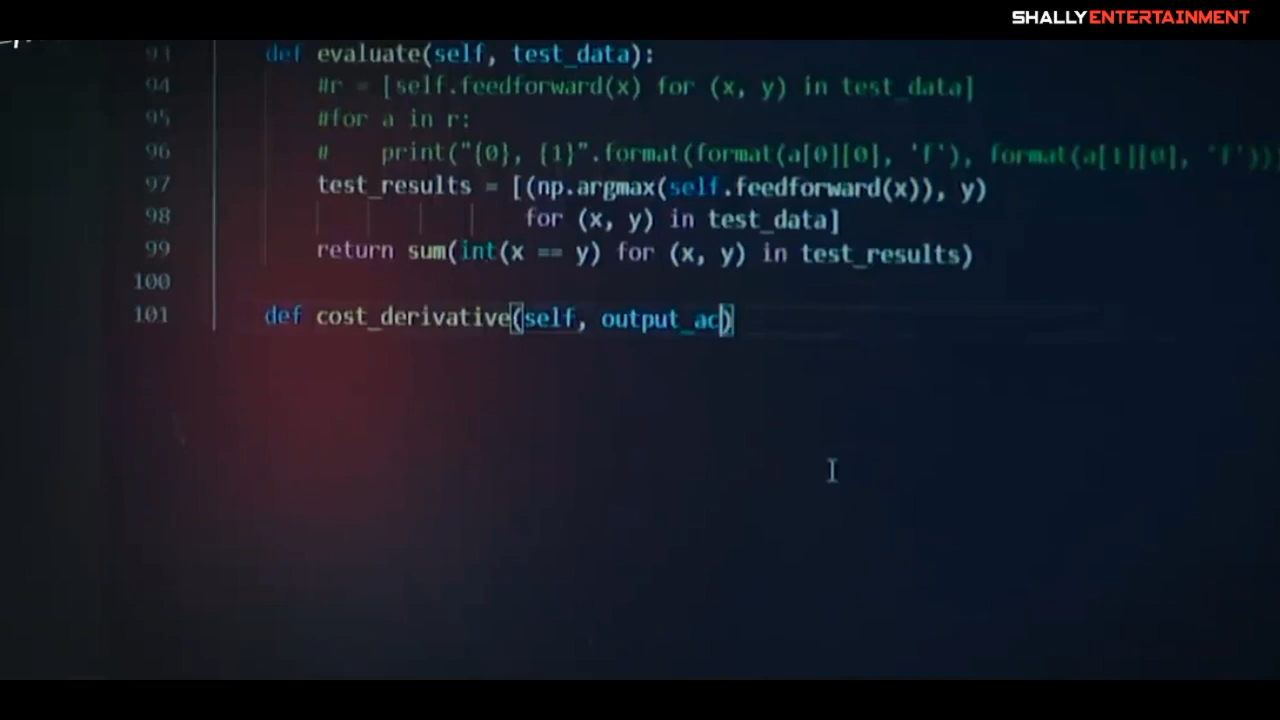 SHALLYENTERTAINMENT
93 def evaluate(self, test_data):
94 #r = [self.feedforward(x) for (x, y) in test_data]
95 #for a in r:
96 # print("{0}, {1}".format(format(a[0][0], 'f'), format(a[1][0], 'f')))
97 test_results = [(np.argmax(self.feedforward(x)), y)
98 for (x, y) in test_data]
99 return sum(int(x == y) for (x, y) in test_results)
100
101 def cost_derivative(self, output_ac)